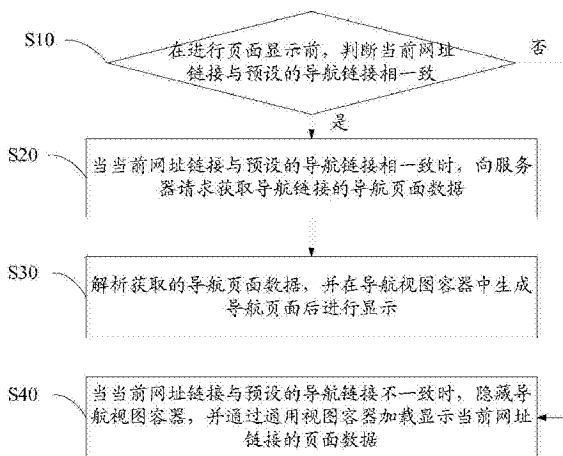 S10
在进行页面显示前，判断当前网址
链接与预设的导航链接相一致
否
是
S20
当当前网址链接与预设的导航链接相一致时，向服务
器请求获取导航链接的导航页面数据
S30
解析获取的导航页面数据，并在导航视图容器中生成
导航页面后进行显示
S40
当当前网址链接与预设的导航链接不一致时，隐藏导
航视图容器，并通过通用视图容器加载显示当前网址
链接的页面数据